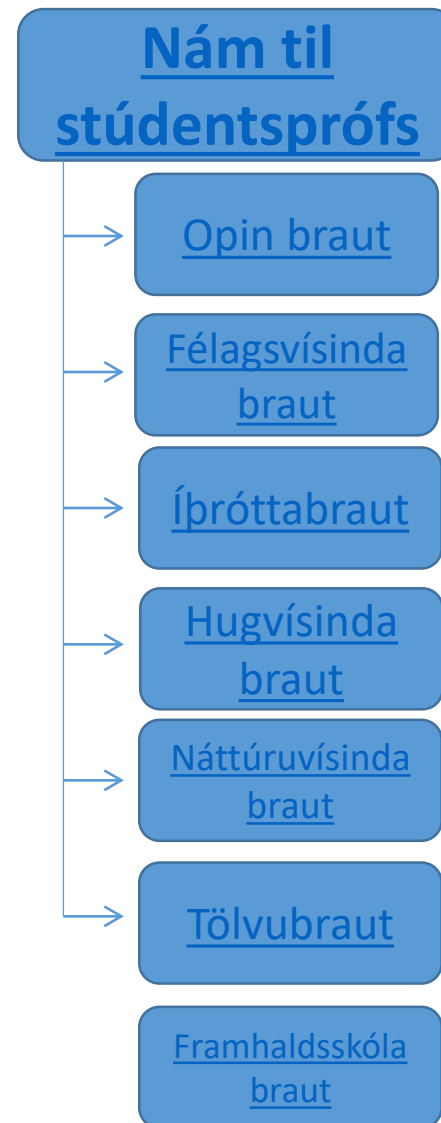 Nám til
stúdentsprófs
Opin braut
Félagsvísinda
braut
Íþróttabraut
Hugvísinda
braut
Náttúruvísinda
braut
Tölvubraut
Framhaldsskóla
braut